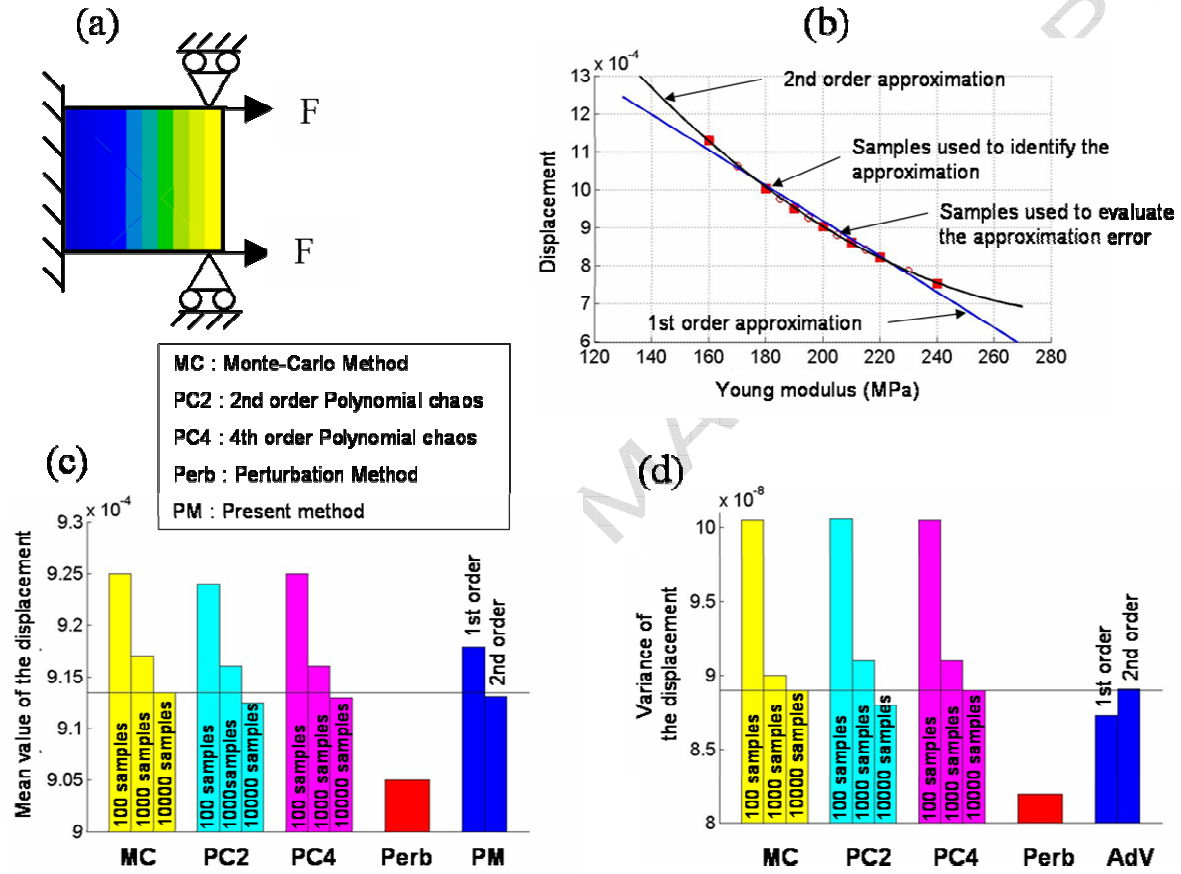 (a)
F
F
(b)
x 10⁻⁴
13
12
11
10
9
8
7
6
120
140
160
180
200
220
240
260
280
Displacement
Young modulus (MPa)
2nd order approximation
Samples used to identify the
approximation
Samples used to evaluate
the approximation error
1st order approximation
MC : Monte-Carlo Method
PC2 : 2nd order Polynomial chaos
PC4 : 4th order Polynomial chaos
Perb : Perturbation Method
PM : Present method
(c)
x 10⁻⁴
9.3
9.25
9.2
9.15
9.1
9.05
9
Mean value of the displacement
100 samples
1000 samples
10000 samples
100 samples
1000samples
10000 samples
100 samples
1000 samples
10000 samples
1st order
2nd order
MC
PC2
PC4
Perb
PM
(d)
x 10⁻⁸
10
9.5
9
8.5
8
Variance of
the displacement
100 samples
1000 samples
10000 samples
100 samples
1000 samples
10000 samples
100 samples
1000 samples
10000 samples
1st order
2nd order
MC
PC2
PC4
Perb
AdV
MA